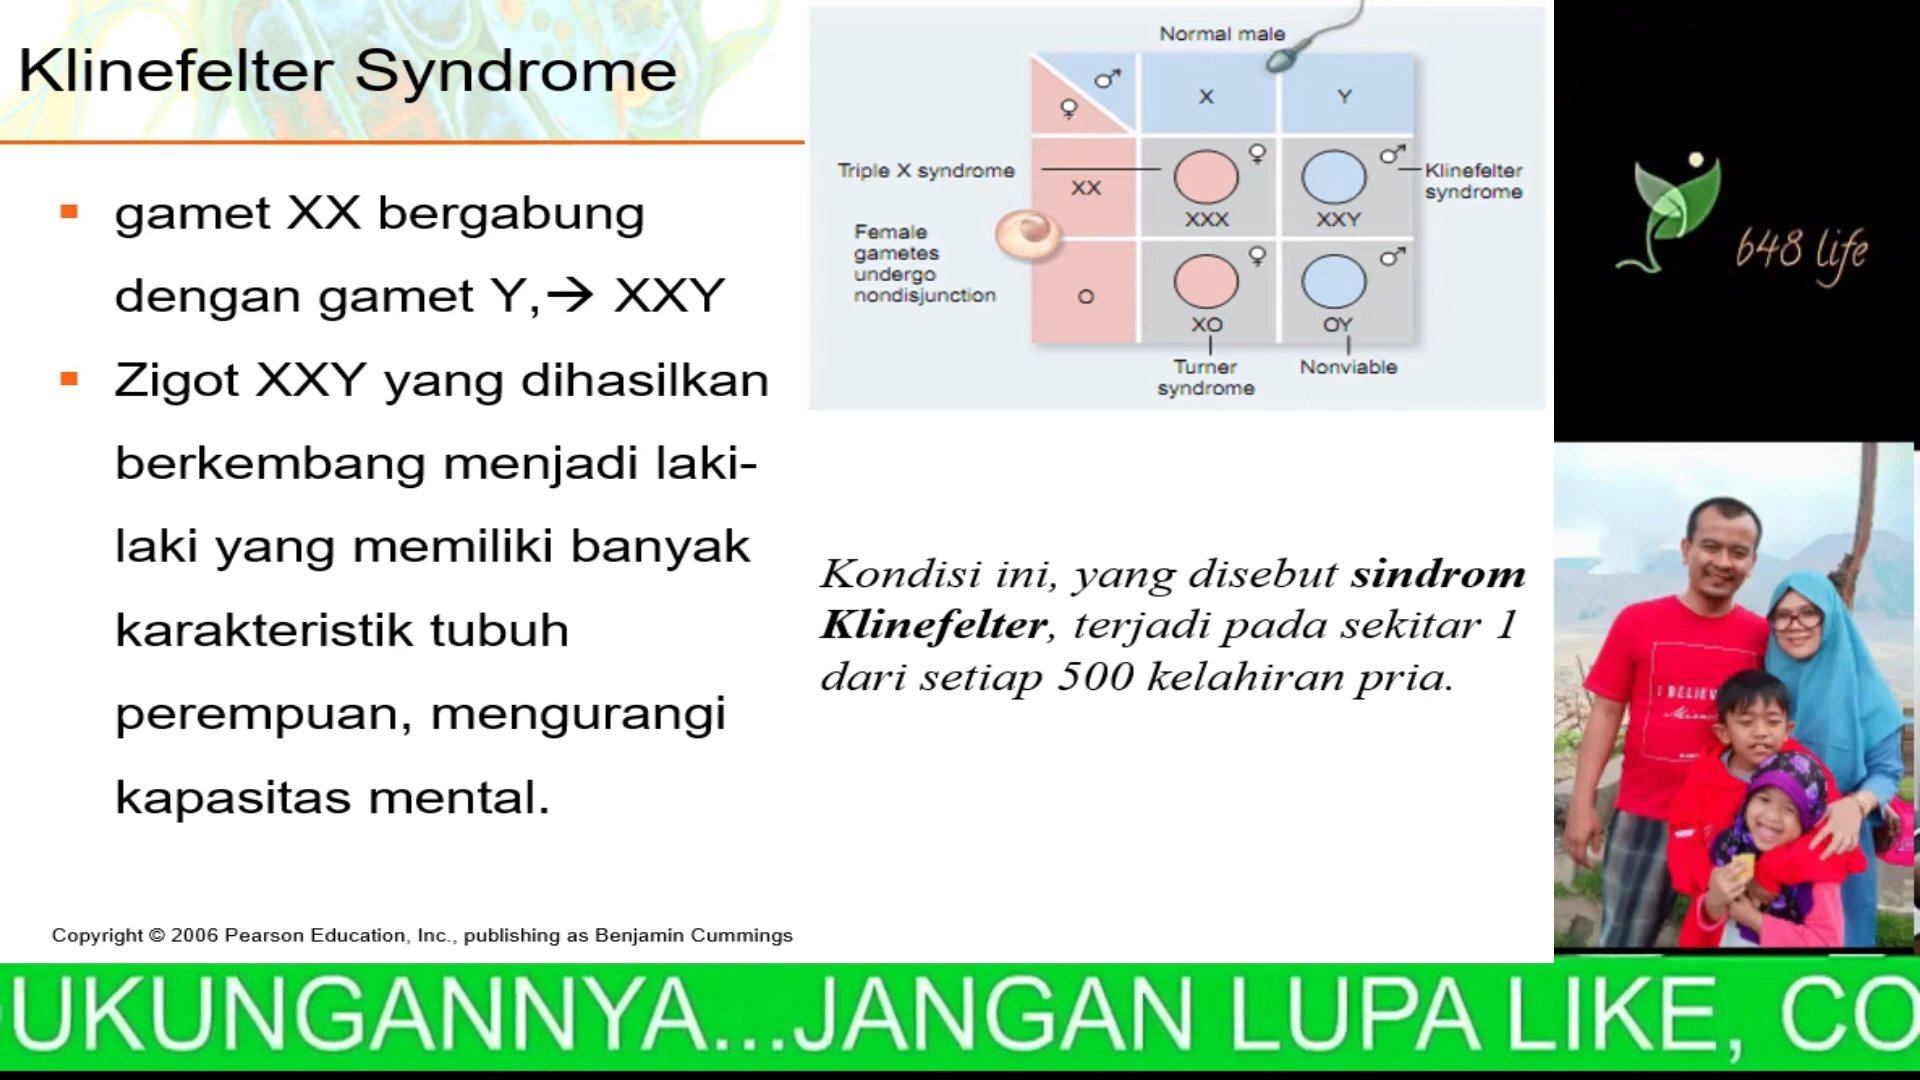 Klinefelter Syndrome
gamet XX bergabung
dengan gamet Y,→ XXY
Zigot XXY yang dihasilkan
berkembang menjadi laki-
laki yang memiliki banyak
karakteristik tubuh
perempuan, mengurangi
kapasitas mental.
Copyright © 2006 Pearson Education, Inc., publishing as Benjamin Cummings
Normal male
♂
♀
X
Y
Triple X syndrome
XX
♀
XXX
♂
XXY
Klinefelter
syndrome
Female
gametes
undergo
nondisjunction
O
♀
XO
♂
OY
Turner
syndrome
Nonviable
Kondisi ini, yang disebut sindrom
Klinefelter, terjadi pada sekitar 1
dari setiap 500 kelahiran pria.
648 life
I BELIEV
UKUNGANNYA...JANGAN LUPA LIKE, CO